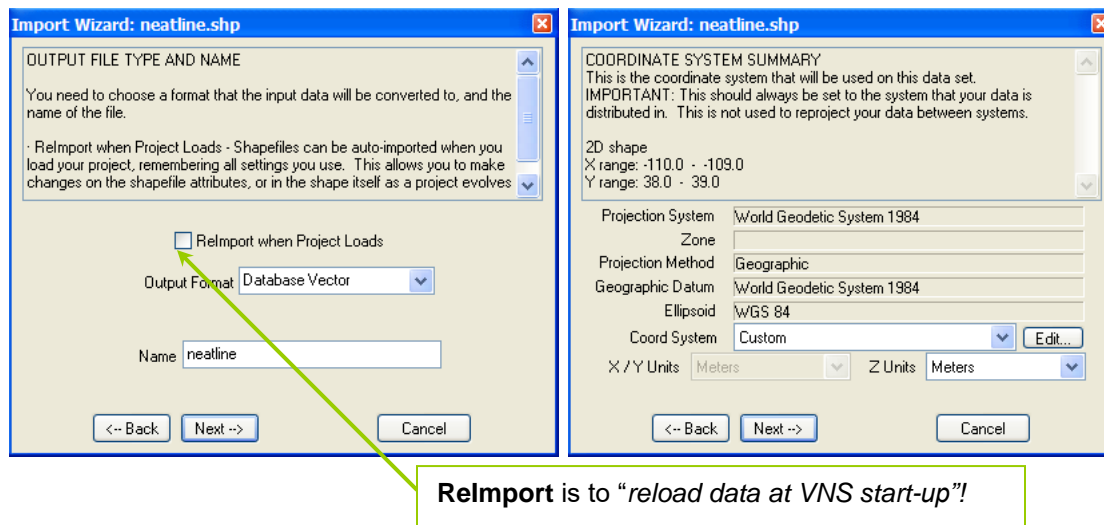 Import Wizard: neatline.shp
OUTPUT FILE TYPE AND NAME
You need to choose a format that the input data will be converted to, and the
name of the file.
· ReImport when Project Loads - Shapefiles can be auto-imported when you
load your project, remembering all settings you use. This allows you to make
changes on the shapefile attributes, or in the shape itself as a project evolves
ReImport when Project Loads
Output Format Database Vector
Name neatline
<-- Back Next --> Cancel
Import Wizard: neatline.shp
COORDINATE SYSTEM SUMMARY
This is the coordinate system that will be used on this data set.
IMPORTANT: This should always be set to the system that your data is
distributed in. This is not used to reproject your data between systems.
2D shape
X range: -110.0 - -109.0
Y range: 38.0 - 39.0
Projection System World Geodetic System 1984
Zone
Projection Method Geographic
Geographic Datum World Geodetic System 1984
Ellipsoid WGS 84
Coord System Custom Edit...
X / Y Units Meters Z Units Meters
<-- Back Next --> Cancel
ReImport is to “reload data at VNS start-up”!